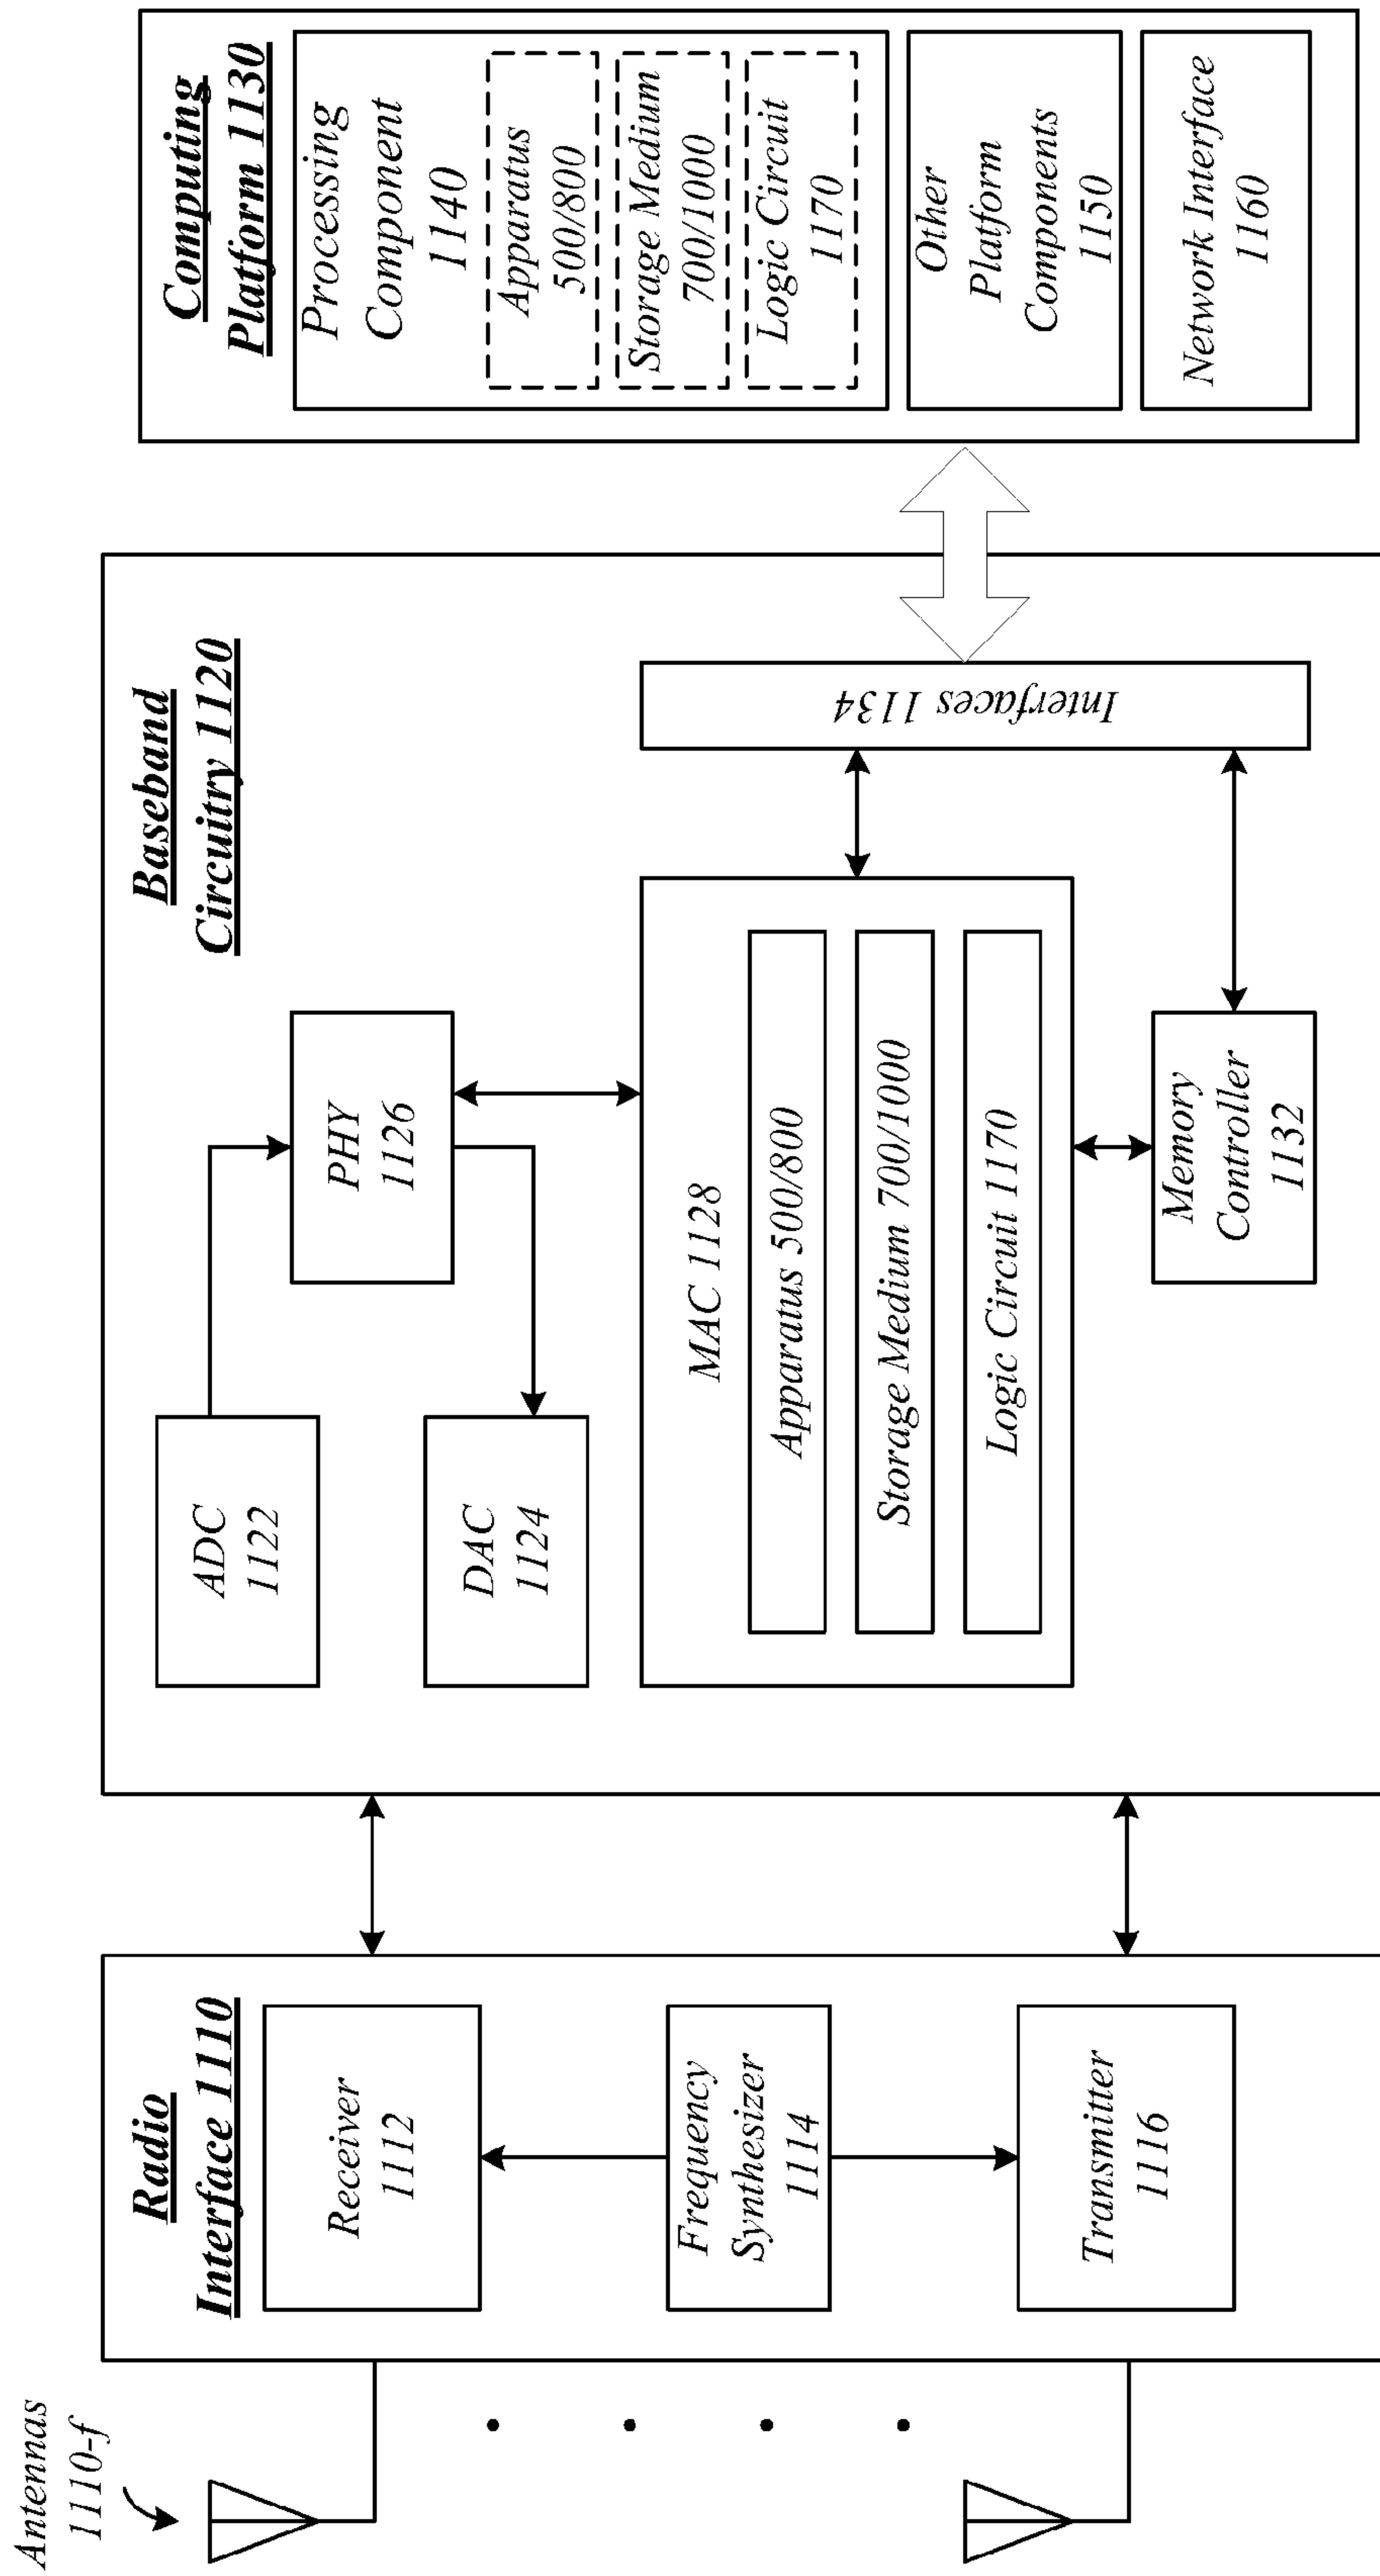 Antennas
1110-f
Radio
Interface 1110
Receiver
1112
Frequency
Synthesizer
1114
Transmitter
1116
Baseband
Circuitry 1120
ADC
1122
DAC
1124
PHY
1126
MAC 1128
Apparatus 500/800
Storage Medium 700/1000
Logic Circuit 1170
Memory
Controller
1132
Interfaces 1134
Computing
Platform 1130
Processing
Component
1140
Apparatus
500/800
Storage Medium
700/1000
Logic Circuit
1170
Other
Platform
Components
1150
Network Interface
1160